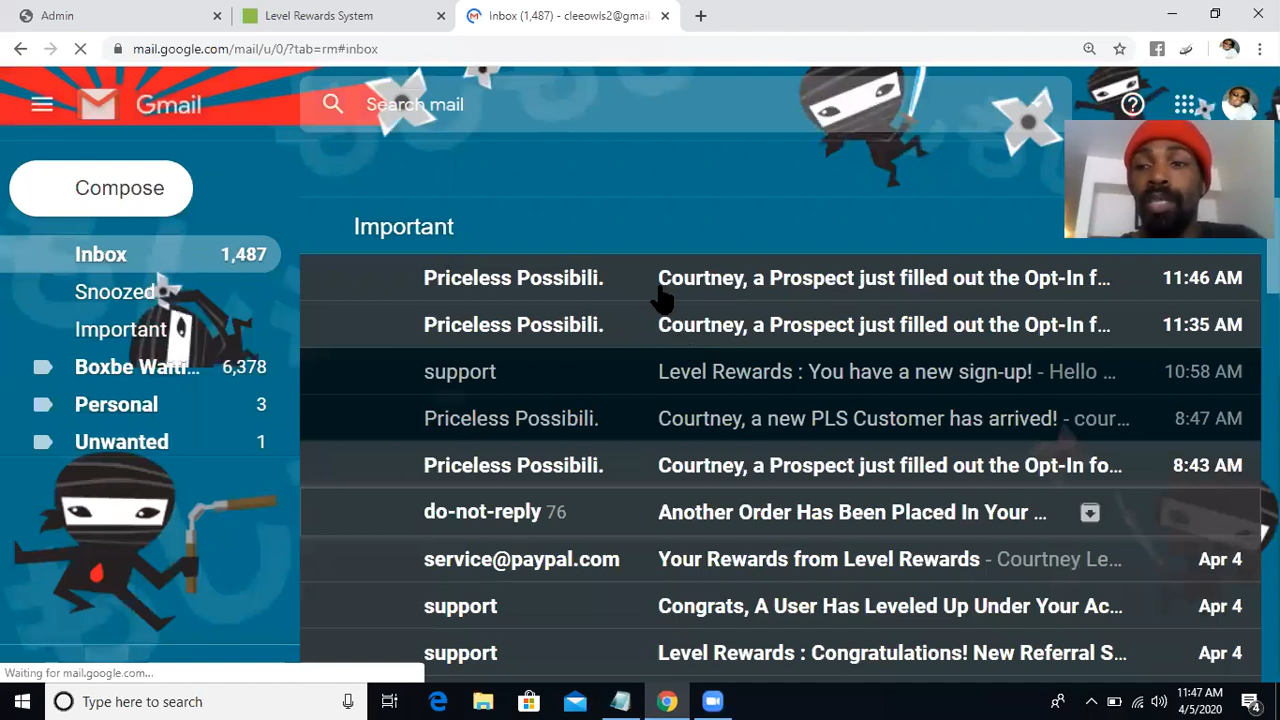 Admin
Level Rewards System
Inbox (1,487) - cleeowls2@gmai
mail.google.com/mail/u/0/?tab=rm#inbox
Gmail
Search mail
Compose
Important
Inbox 1,487
Priceless Possibili. Courtney, a Prospect just filled out the Opt-In f... 11:46 AM
Snoozed
Important
Priceless Possibili. Courtney, a Prospect just filled out the Opt-In f... 11:35 AM
Boxbe Waiti... 6,378
support Level Rewards : You have a new sign-up! - Hello ... 10:58 AM
Personal 3
Priceless Possibili. Courtney, a new PLS Customer has arrived! - cour... 8:47 AM
Unwanted 1
Priceless Possibili. Courtney, a Prospect just filled out the Opt-In fo... 8:43 AM
do-not-reply 76 Another Order Has Been Placed In Your ...
service@paypal.com Your Rewards from Level Rewards - Courtney Le... Apr 4
support Congrats, A User Has Leveled Up Under Your Ac... Apr 4
support Level Rewards : Congratulations! New Referral S... Apr 4
Waiting for mail.google.com...
Type here to search
11:47 AM
4/5/2020
4